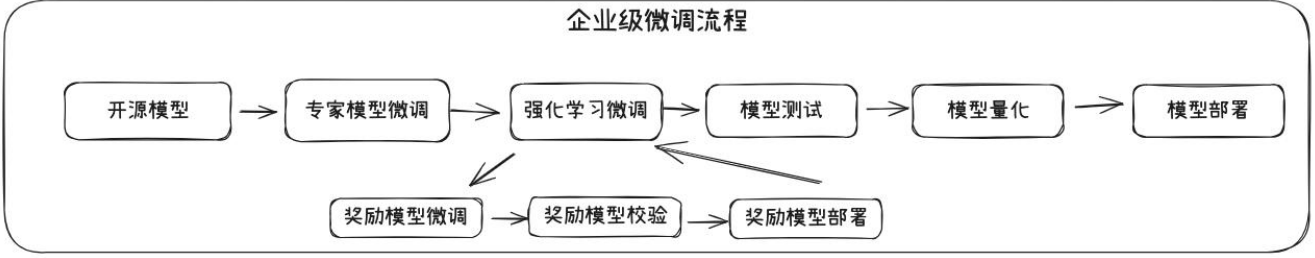 企业级微调流程
开源模型
专家模型微调
强化学习微调
模型测试
模型量化
模型部署
奖励模型微调
奖励模型校验
奖励模型部署